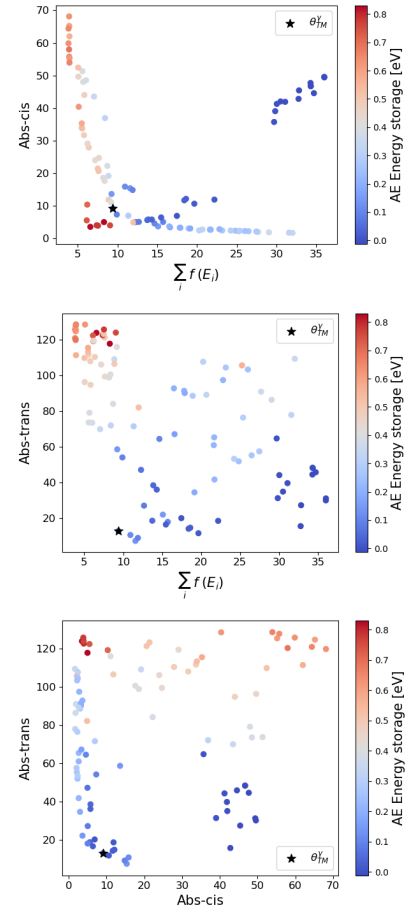 70
60
50
40
30
20
10
0
Abs-cis
5 10 15 20 25 30 35
∑ f (E_i)
i
★ θ^γ_TM
0.8
0.7
0.6
0.5
0.4
0.3
0.2
0.1
0.0
AE Energy storage [eV]
120
100
80
60
40
20
Abs-trans
5 10 15 20 25 30 35
∑ f (E_i)
i
★ θ^γ_TM
0.8
0.7
0.6
0.5
0.4
0.3
0.2
0.1
0.0
AE Energy storage [eV]
120
100
80
60
40
20
Abs-trans
0 10 20 30 40 50 60 70
Abs-cis
★ θ^γ_TM
0.8
0.7
0.6
0.5
0.4
0.3
0.2
0.1
0.0
AE Energy storage [eV]